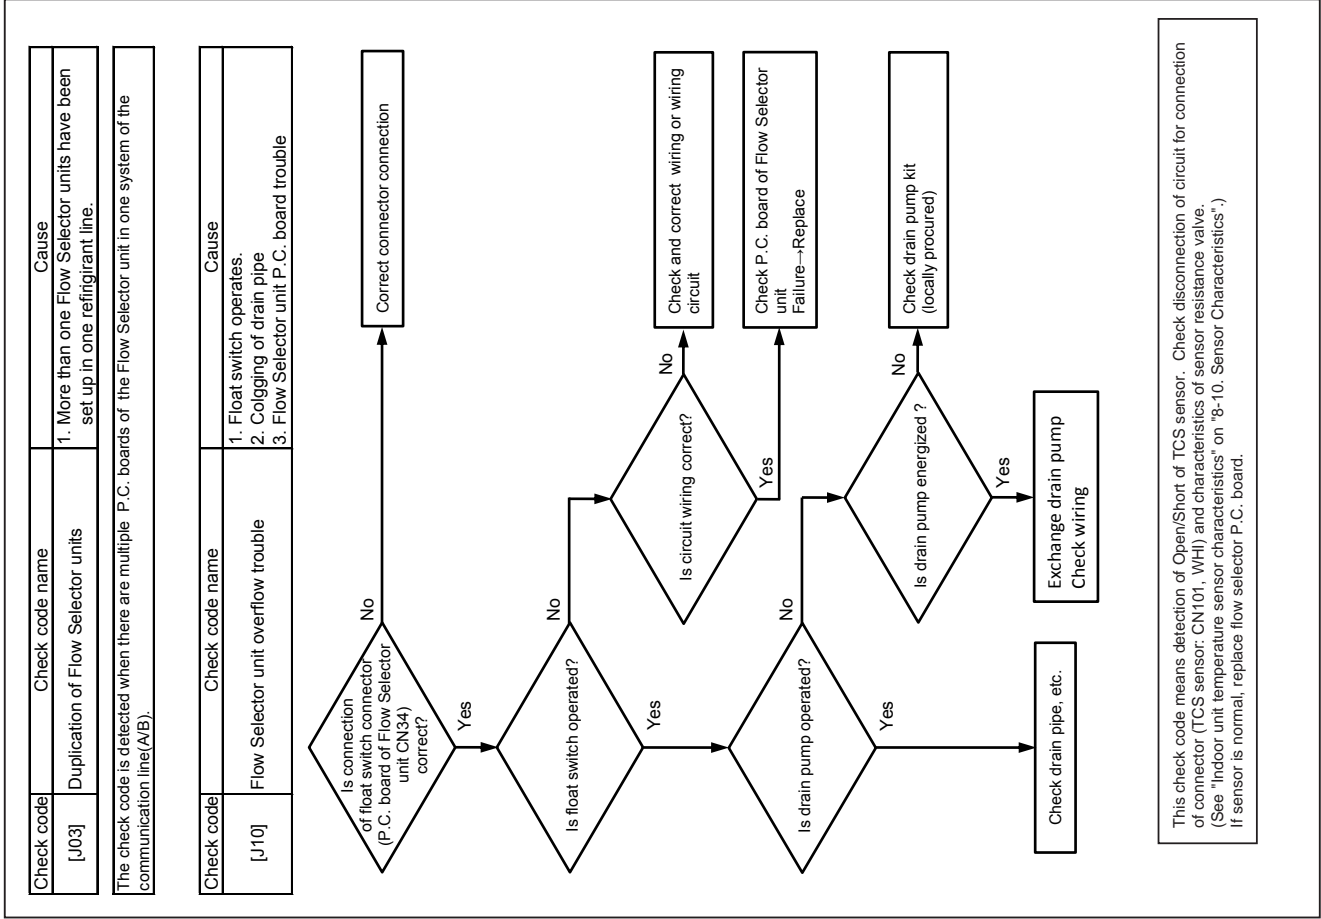 Check code
Check code name
Cause
[J03]
Duplication of Flow Selector units
1. More than one Flow Selector units have been
set up in one refrigirant line.
The check code is detected when there are multiple P.C. boards of the Flow Selector unit in one system of the
communication line(A/B).
Check code
Check code name
Cause
[J10]
Flow Selector unit overflow trouble
1. Float switch operates.
2. Colgging of drain pipe
3. Flow Selector unit P.C. board trouble
Is connection
of float switch connector
(P.C. board of Flow Selector
unit CN34)
correct?
No
Correct connector connection
Yes
Is float switch operated?
No
Is circuit wiring correct?
No
Check and correct wiring or wiring
circuit
Yes
Check P.C. board of Flow Selector
unit
Failure→Replace
Yes
Is drain pump operated?
No
Is drain pump energized ?
No
Check drain pump kit
(locally procured)
Yes
Exchange drain pump
Check wiring
Yes
Check drain pipe, etc.
This check code means detection of Open/Short of TCS sensor. Check disconnection of circuit for connection
of connector (TCS sensor: CN101, WHI) and characteristics of sensor resistance valve.
(See "Indoor unit temperature sensor characteristics" on "8-10. Sensor Characteristics".)
If sensor is normal, replace flow selector P.C. board.